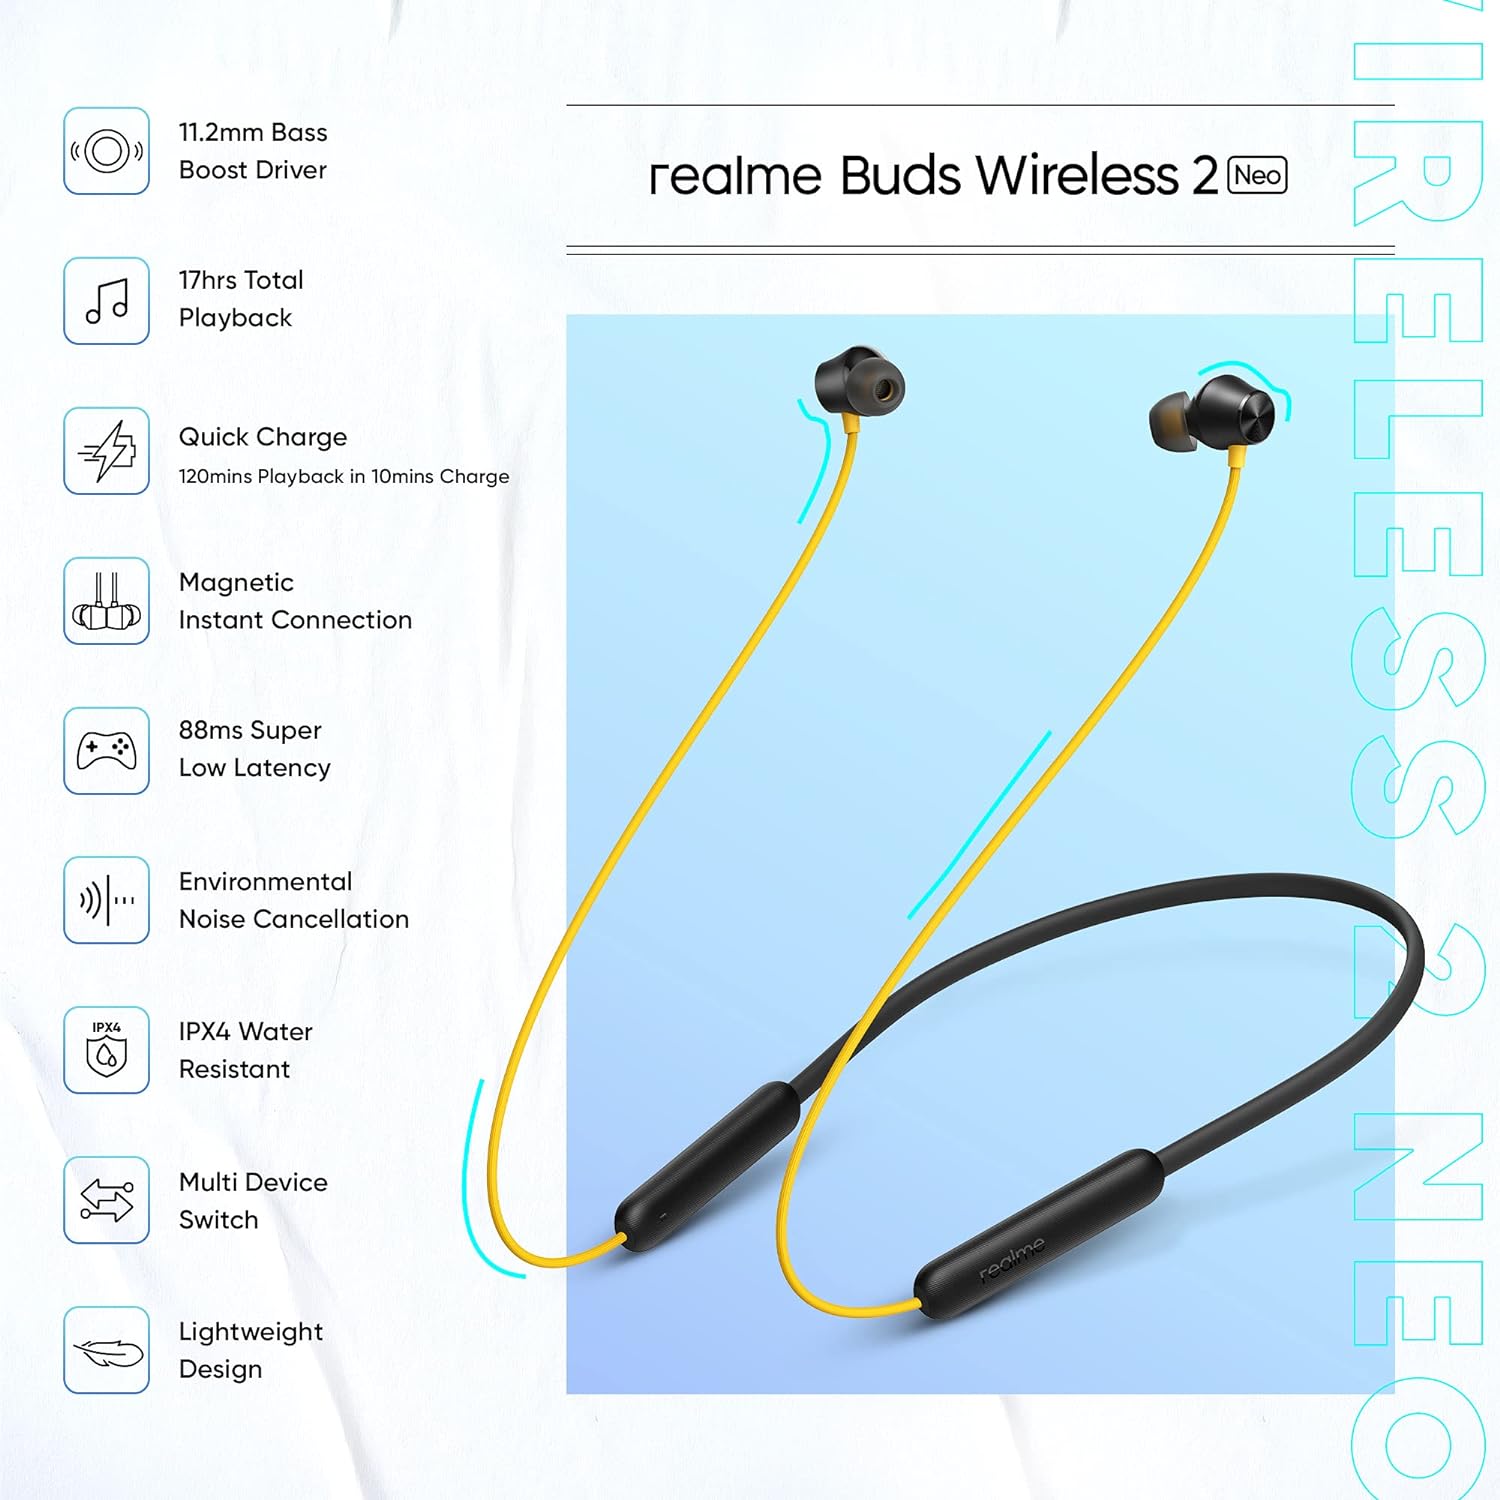 11.2mm Bass
Boost Driver
17hrs Total
Playback
Quick Charge
120mins Playback in 10mins Charge
Magnetic
Instant Connection
88ms Super
Low Latency
Environmental
Noise Cancellation
IPX4
IPX4 Water
Resistant
Multi Device
Switch
Lightweight
Design
realme Buds Wireless 2 Neo
realme
WIRELESS 2 NEO